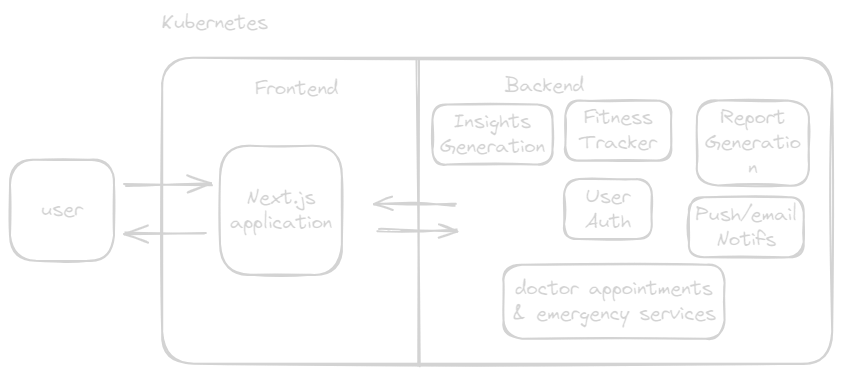 Kubernetes
Frontend
Backend
user
Next.js
application
Insights
Generation
Fitness
Tracker
Report
Generatio
n
User
Auth
Push/email
Notifs
doctor appointments
& emergency services